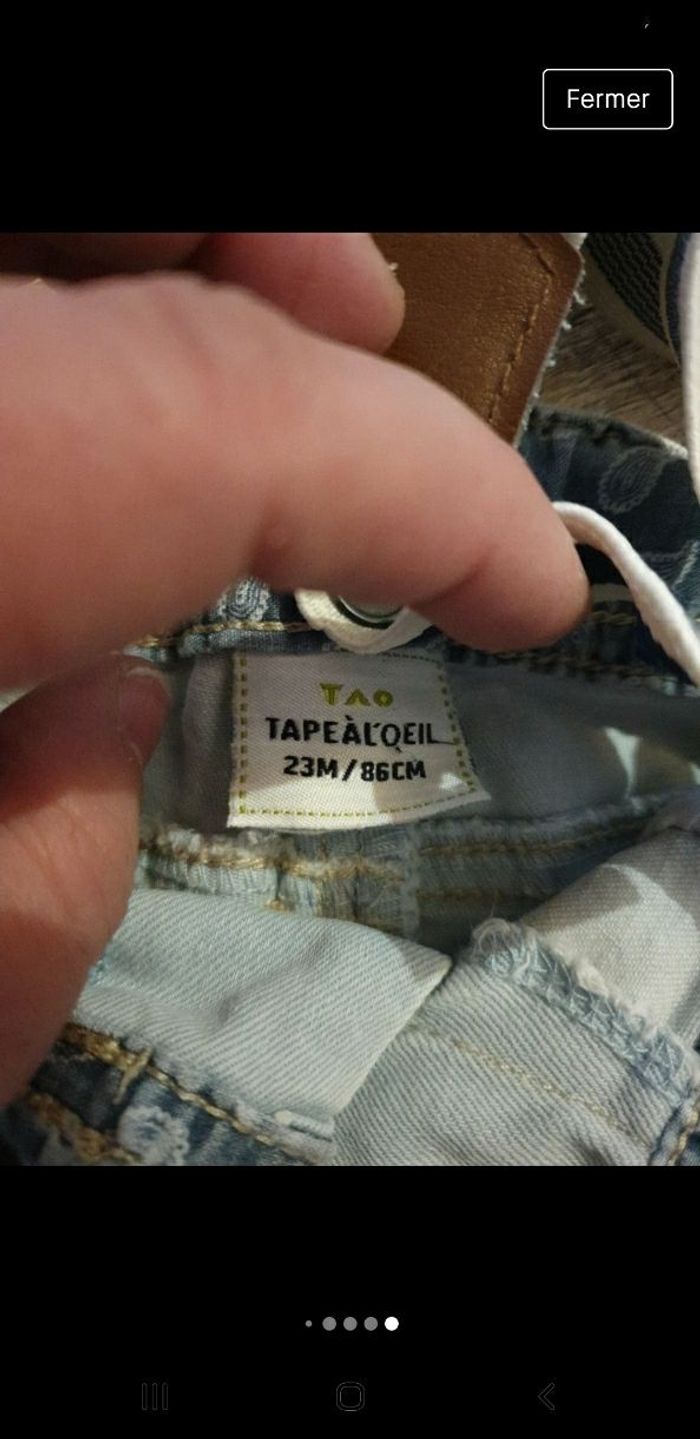 Fermer
TAO
TAPEÀL'OEIL
23M/86CM